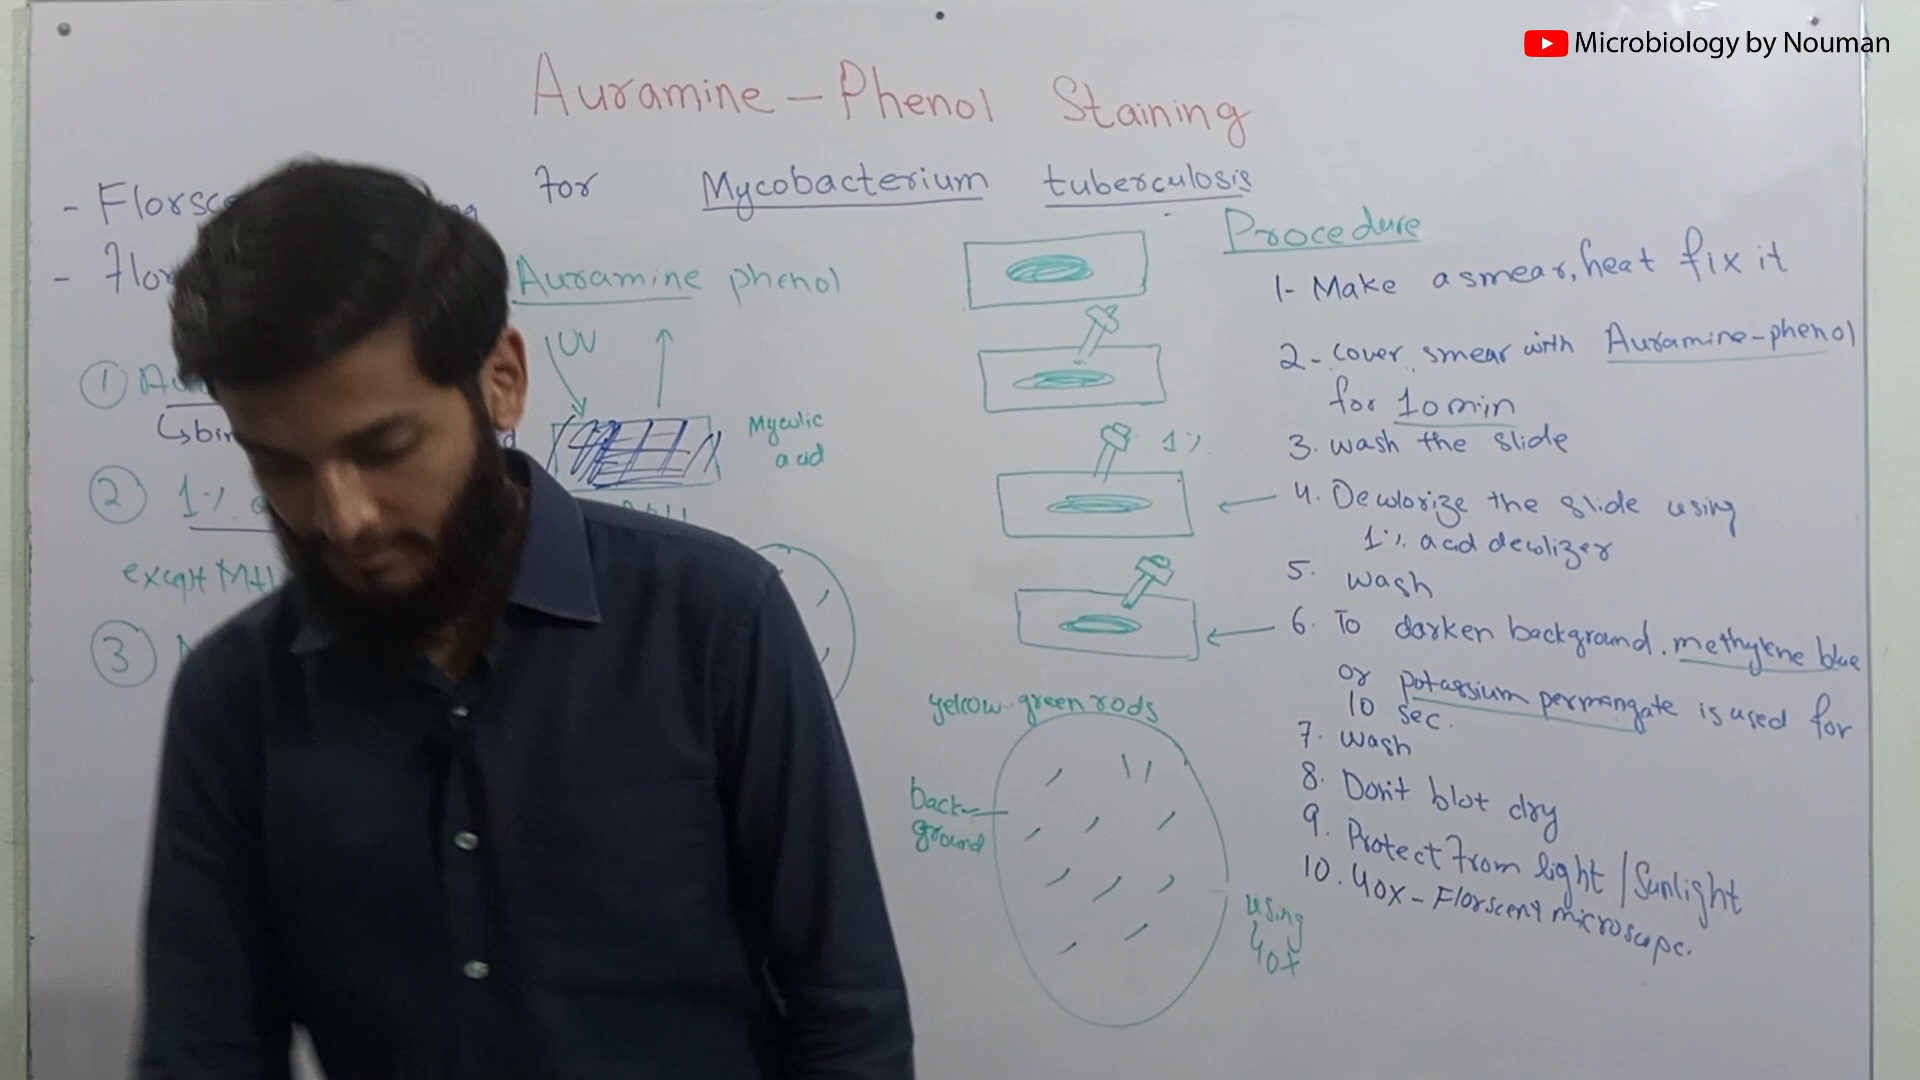 Microbiology by Nouman
Auramine-Phenol Staining
for Mycobacterium tuberculosis
-
-
Auramine phenol
UV
Mycolic
acid
1
2
1%
except
3
1%
yellow-green rods
back-
ground
using
40x
Procedure
1- Make a smear, heat fix it
2- cover smear with Auramine-phenol
for 10 min
3. wash the slide
4. Decolorize the slide using
1% acid decolizer
5. wash
6. To darken background. methylene blue
or potassium permangate is used for
10 sec.
7. wash
8. Don't blot dry
9. Protect from light / Sunlight
10. 40x - Florscent microscope.